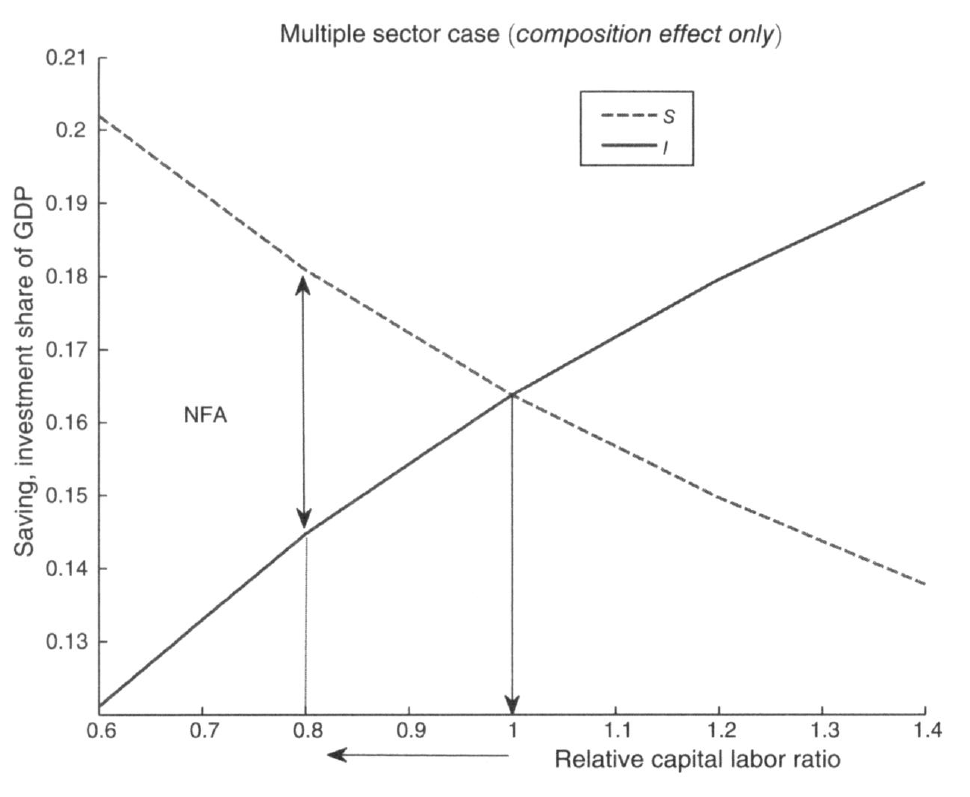 Multiple sector case (composition effect only)
0.21
0.2
0.19
0.18
0.17
0.16
0.15
0.14
0.13
Saving, investment share of GDP
S
I
NFA
0.6 0.7 0.8 0.9 1 1.1 1.2 1.3 1.4
Relative capital labor ratio